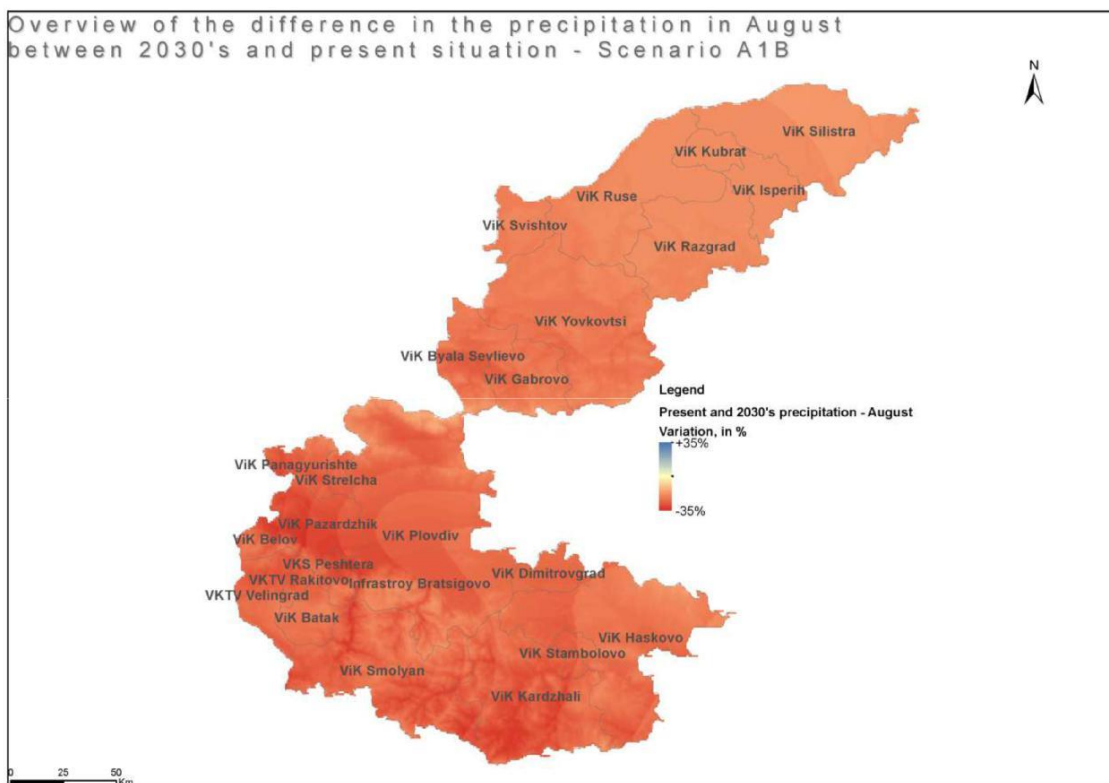 Overview of the difference in the precipitation in August
between 2030's and present situation - Scenario A1B
N
ViK Silistra
ViK Kubrat
ViK Isperih
ViK Ruse
ViK Svishtov
ViK Razgrad
ViK Yovkovtsi
ViK Byala Sevlievo
ViK Gabrovo
Legend
Present and 2030's precipitation - August
Variation, in %
+35%
-35%
ViK Panagyurishte
ViK Strelcha
ViK Pazardzhik
ViK Plovdiv
ViK Belov
VKS Peshtera
ViK Dimitrovgrad
VKTV Rakitovo
Infrastroy Bratsigovo
VKTV Velingrad
ViK Batak
ViK Haskovo
ViK Stambolovo
ViK Smolyan
ViK Kardzhali
0 25 50
Km